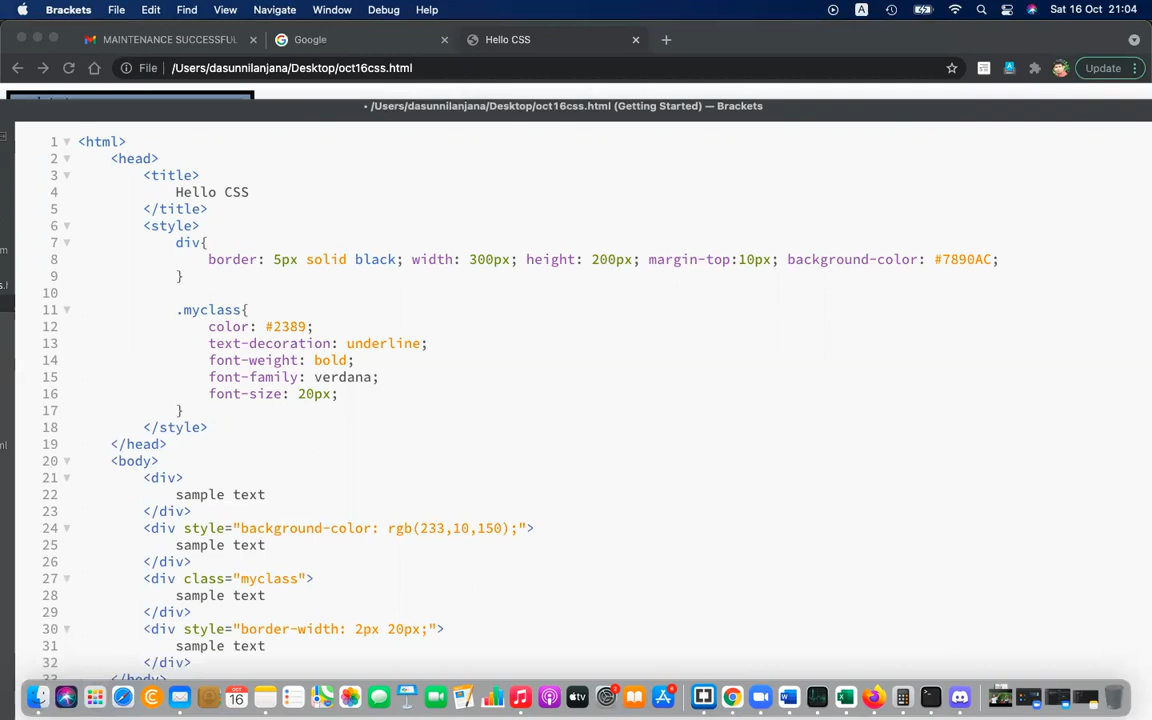 Brackets File Edit Find View Navigate Window Debug Help A Sat 16 Oct 21:04
MAINTENANCE SUCCESSFUL Google Hello CSS
File /Users/dasunnilanjana/Desktop/oct16css.html Update
• /Users/dasunnilanjana/Desktop/oct16css.html (Getting Started) — Brackets
1 <html>
2 <head>
3 <title>
4 Hello CSS
5 </title>
6 <style>
7 div{
8 border: 5px solid black; width: 300px; height: 200px; margin-top:10px; background-color: #7890AC;
9 }
10
11 .myclass{
12 color: #2389;
13 text-decoration: underline;
14 font-weight: bold;
15 font-family: verdana;
16 font-size: 20px;
17 }
18 </style>
19 </head>
20 <body>
21 <div>
22 sample text
23 </div>
24 <div style="background-color: rgb(233,10,150);">
25 sample text
26 </div>
27 <div class="myclass">
28 sample text
29 </div>
30 <div style="border-width: 2px 20px;">
31 sample text
32 </div>
33 </body>
OCT
16
tv